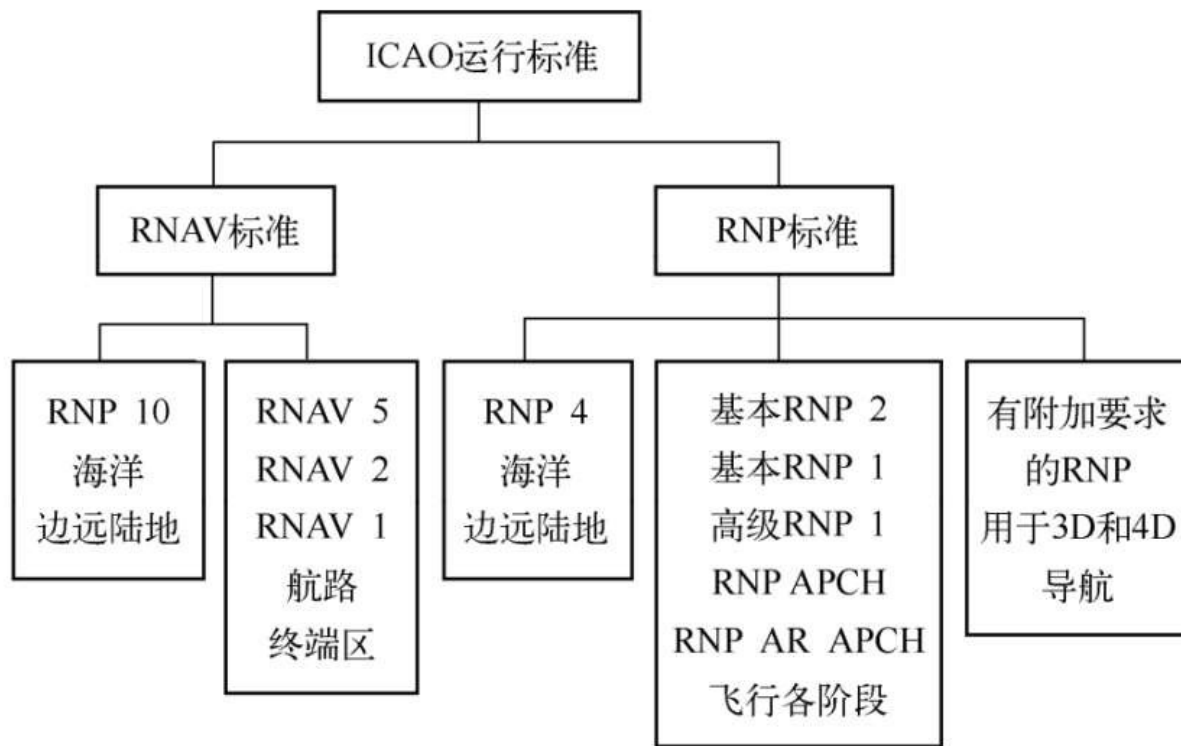 ICAO运行标准
RNAV标准
RNP标准
RNP 10
海洋
边远陆地
RNAV 5
RNAV 2
RNAV 1
航路
终端区
RNP 4
海洋
边远陆地
基本RNP 2
基本RNP 1
高级RNP 1
RNP APCH
RNP AR APCH
飞行各阶段
有附加要求
的RNP
用于3D和4D
导航